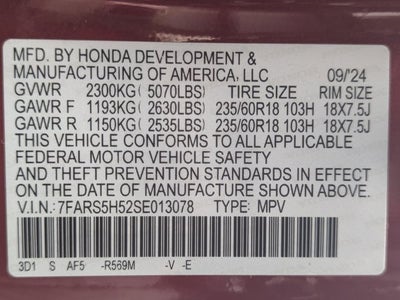 MFD. BY HONDA DEVELOPMENT &
MANUFACTURING OF AMERICA, LLC 09/'24
GVWR 2300KG (5070LBS) TIRE SIZE RIM SIZE
GAWR F 1193KG (2630LBS) 235/60R18 103H 18X7.5J
GAWR R 1150KG (2535LBS) 235/60R18 103H 18X7.5J
THIS VEHICLE CONFORMS TO ALL APPLICABLE
FEDERAL MOTOR VEHICLE SAFETY AND
THEFT PREVENTION STANDARDS IN EFFECT ON THE
DATE OF MANUFACTURE SHOWN ABOVE.
V.I.N.:7FARS5H52SE013078 TYPE: MPV
3D1 S AF5 -R569M -V -E